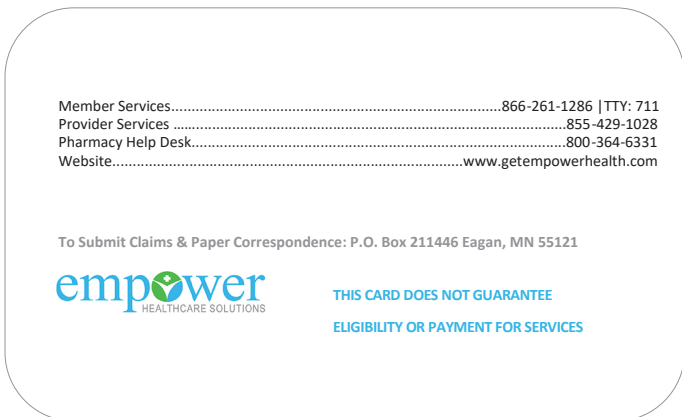 Member Services..........................................................................................866-261-1286 |TTY: 711
Provider Services ..........................................................................................................855-429-1028
Pharmacy Help Desk.....................................................................................................800-364-6331
Website..............................................................................................www.getempowerhealth.com
To Submit Claims & Paper Correspondence: P.O. Box 211446 Eagan, MN 55121
empower
HEALTHCARE SOLUTIONS
THIS CARD DOES NOT GUARANTEE
ELIGIBILITY OR PAYMENT FOR SERVICES